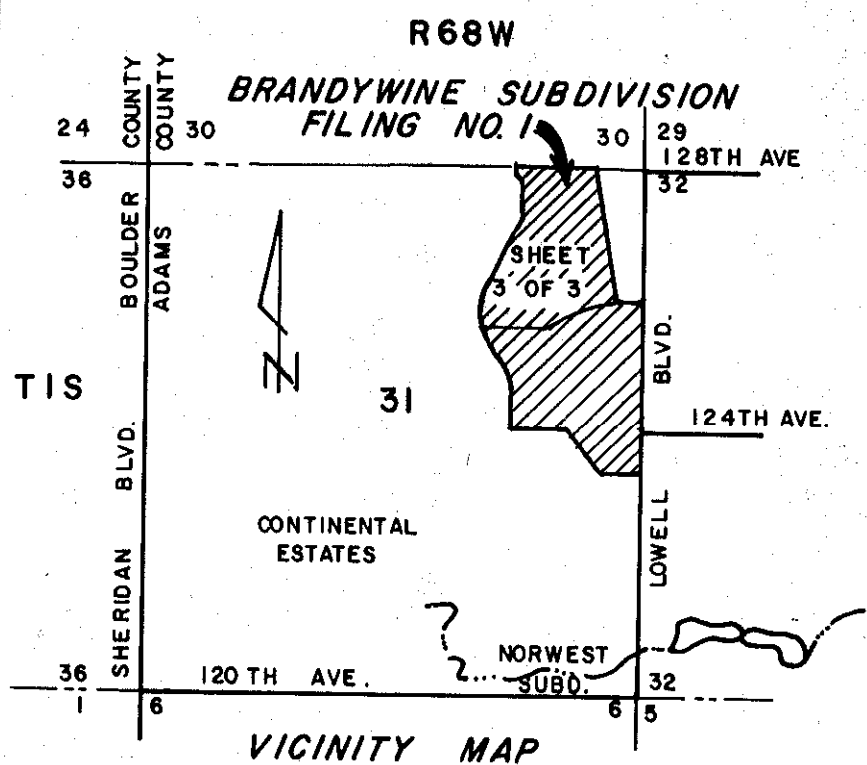 R68W
BRANDYWINE SUBDIVISION
FILING NO. 1
24
COUNTY
COUNTY
30
30
29
128TH AVE
36
32
BOULDER
ADAMS
SHEET
3 OF 3
N
T1S
31
BLVD.
124TH AVE.
SHERIDAN BLVD.
CONTINENTAL
ESTATES
LOWELL
36
120TH AVE.
NORWEST
SUBD.
32
1
6
6
5
VICINITY MAP